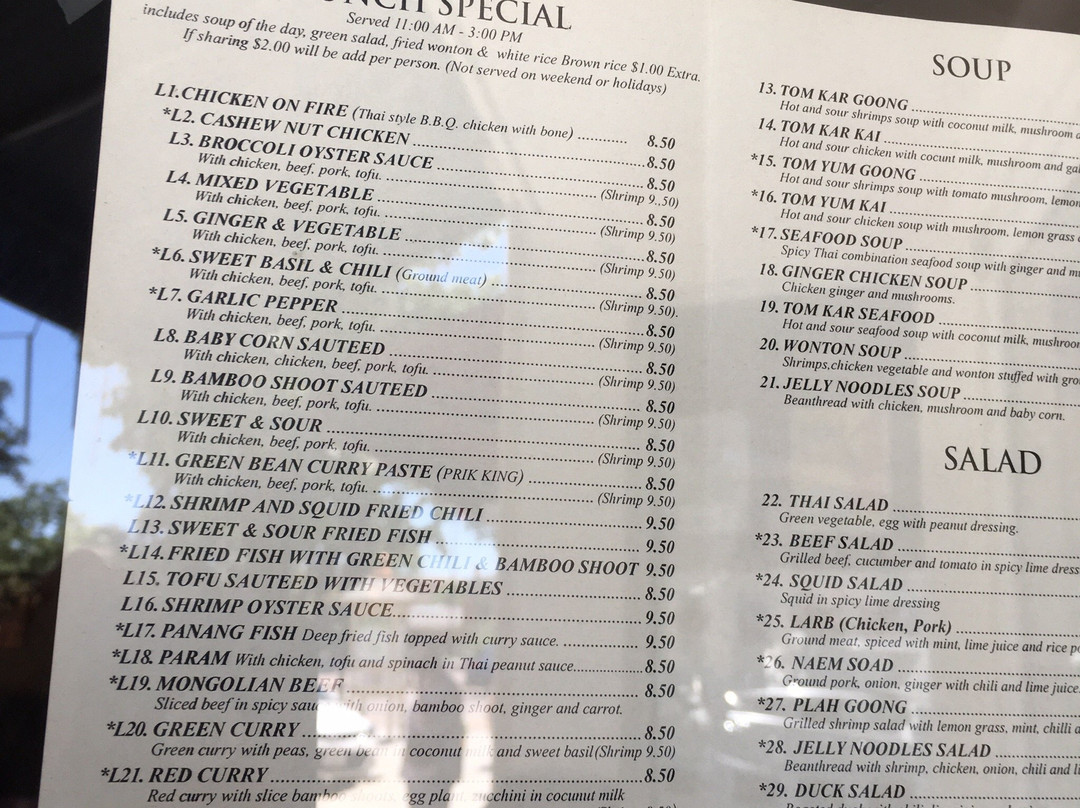 LUNCH SPECIAL
Served 11:00 AM - 3:00 PM
includes soup of the day, green salad, fried wonton & white rice Brown rice $1.00 Extra.
If sharing $2.00 will be add per person. (Not served on weekend or holidays)
L1.CHICKEN ON FIRE (Thai style B.B.Q. chicken with bone) .......... 8.50
*L2. CASHEW NUT CHICKEN .......... 8.50
L3. BROCCOLI OYSTER SAUCE .......... 8.50
With chicken, beef, pork, tofu. .......... (Shrimp 9..50)
L4. MIXED VEGETABLE .......... 8.50
With chicken, beef, pork, tofu. .......... (Shrimp 9.50)
L5. GINGER & VEGETABLE .......... 8.50
With chicken, beef, pork, tofu. .......... (Shrimp 9.50)
*L6. SWEET BASIL & CHILI (Ground meat) .......... 8.50
With chicken, beef, pork, tofu. .......... (Shrimp 9.50).
*L7. GARLIC PEPPER .......... 8.50
With chicken, beef, pork, tofu. .......... (Shrimp 9.50)
L8. BABY CORN SAUTEED .......... 8.50
With chicken, chicken, beef, pork, tofu. .......... (Shrimp 9.50)
L9. BAMBOO SHOOT SAUTEED .......... 8.50
With chicken, beef, pork, tofu. .......... (Shrimp 9.50)
L10. SWEET & SOUR .......... 8.50
With chicken, beef, pork, tofu. .......... (Shrimp 9.50)
*L11. GREEN BEAN CURRY PASTE (PRIK KING) .......... 8.50
With chicken, beef, pork, tofu. .......... (Shrimp 9.50)
*L12. SHRIMP AND SQUID FRIED CHILI .......... 9.50
L13. SWEET & SOUR FRIED FISH .......... 9.50
*L14. FRIED FISH WITH GREEN CHILI & BAMBOO SHOOT 9.50
L15. TOFU SAUTEED WITH VEGETABLES .......... 8.50
L16. SHRIMP OYSTER SAUCE.......... 9.50
*L17. PANANG FISH Deep fried fish topped with curry sauce. .......... 9.50
*L18. PARAM With chicken, tofu and spinach in Thai peanut sauce.......... 8.50
*L19. MONGOLIAN BEEF .......... 8.50
Sliced beef in spicy sauce with onion, bamboo shoot, ginger and carrot.
*L20. GREEN CURRY .......... 8.50
Green curry with peas, green bean in coconut milk and sweet basil(Shrimp 9.50)
*L21. RED CURRY .......... 8.50
Red curry with slice bamboo shoots, egg plant, zucchini in cocunut milk
SOUP
13. TOM KAR GOONG ..........
Hot and sour shrimps soup with coconut milk, mushroom
14. TOM KAR KAI ..........
Hot and sour chicken with cocunt milk, mushroom and
*15. TOM YUM GOONG ..........
Hot and sour shrimps soup with tomato mushroom, lemon
*16. TOM YUM KAI ..........
Hot and sour chicken soup with mushroom, lemon grass
*17. SEAFOOD SOUP ..........
Spicy Thai combination seafood soup with ginger and
18. GINGER CHICKEN SOUP ..........
Chicken ginger and mushrooms.
19. TOM KAR SEAFOOD ..........
Hot and sour seafood soup with coconut milk,
20. WONTON SOUP ..........
Shrimps,chicken vegetable and wonton stuffed with
21. JELLY NOODLES SOUP ..........
Beanthread with chicken, mushroom and baby corn.
SALAD
22. THAI SALAD ..........
Green vegetable, egg with peanut dressing.
*23. BEEF SALAD ..........
Grilled beef, cucumber and tomato in spicy lime
*24. SQUID SALAD ..........
Squid in spicy lime dressing
*25. LARB (Chicken, Pork) ..........
Ground meat, spiced with mint, lime juice and rice
*26. NAEM SOAD ..........
Ground pork, onion, ginger with chili and lime juice.
*27. PLAH GOONG ..........
Grilled shrimp salad with lemon grass, mint, chilli
*28. JELLY NOODLES SALAD ..........
Beanthread with shrimp, chicken, onion, chili and
*29. DUCK SALAD ..........